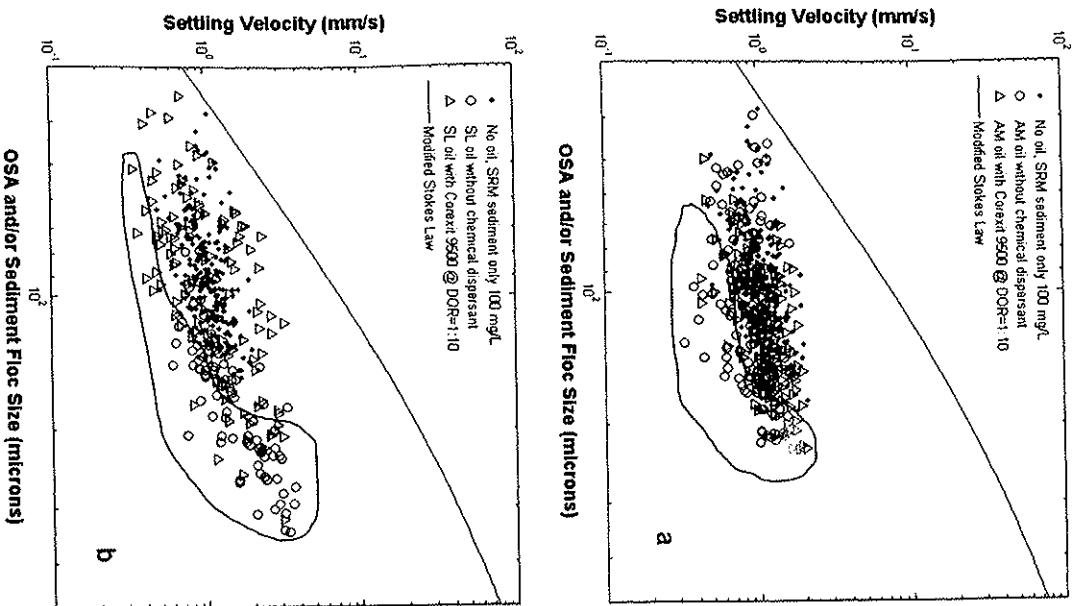 Settling Velocity (mm/s)
10^-1
10^0
10^1
10^2
• No oil, SRM sediment only 100 mg/L
○ AM oil without chemical dispersant
△ AM oil with Corexit 9500 @ DOR=1:10
— Modified Stokes Law
10^2
OSA and/or Sediment Floc Size (microns)
a
Settling Velocity (mm/s)
10^-1
10^0
10^1
10^2
• No oil, SRM sediment only 100 mg/L
○ SL oil without chemical dispersant
△ SL oil with Corexit 9500 @ DOR=1:10
— Modified Stokes Law
10^2
OSA and/or Sediment Floc Size (microns)
b